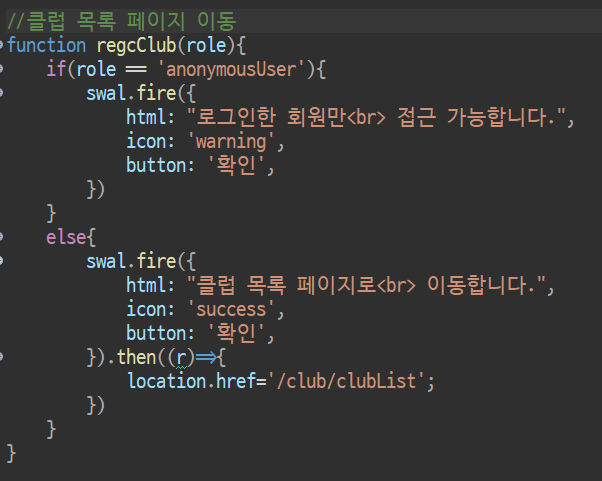 //클럽 목록 페이지 이동
function regcClub(role){
    if(role == 'anonymousUser'){
        swal.fire({
            html: "로그인한 회원만<br> 접근 가능합니다.",
            icon: 'warning',
            button: '확인',
        })
    }
    else{
        swal.fire({
            html: "클럽 목록 페이지로<br> 이동합니다.",
            icon: 'success',
            button: '확인',
        }).then((r)=>{
            location.href='/club/clubList';
        })
    }
}